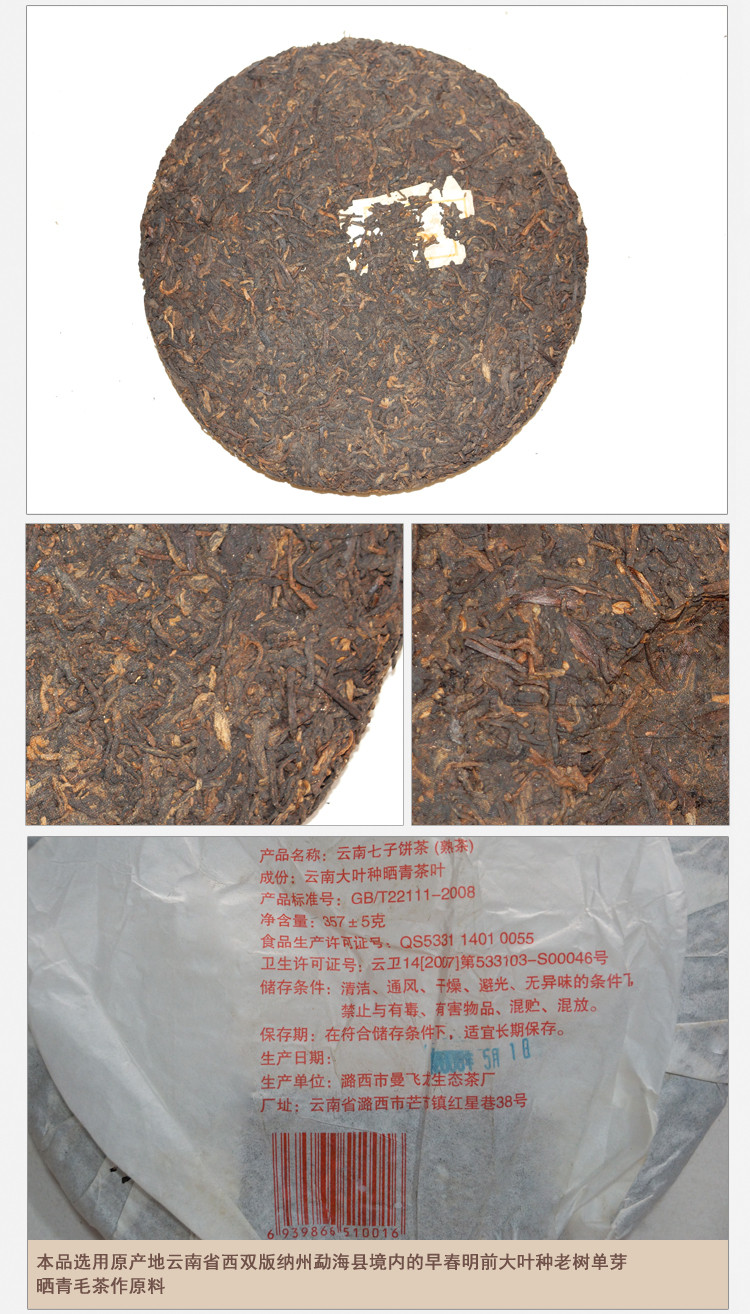 产品名称：云南七子饼茶 (熟茶)
成份：云南大叶种晒青茶叶
产品标准号：GB/T22111-2008
净含量：357±5克
食品生产许可证号：QS5331 1401 0055
卫生许可证号：云卫14[2007]第533103-S00046号
储存条件：清洁、通风、干燥、避光、无异味的条件下
禁止与有毒、有害物品、混贮、混放。
保存期：在符合储存条件下，适宜长期保存。
生产日期：
5月 18
生产单位：潞西市曼飞龙生态茶厂
厂址：云南省潞西市芒市镇红星巷38号
6 939864 510016
本品选用原产地云南省西双版纳州勐海县境内的早春明前大叶种老树单芽
晒青毛茶作原料